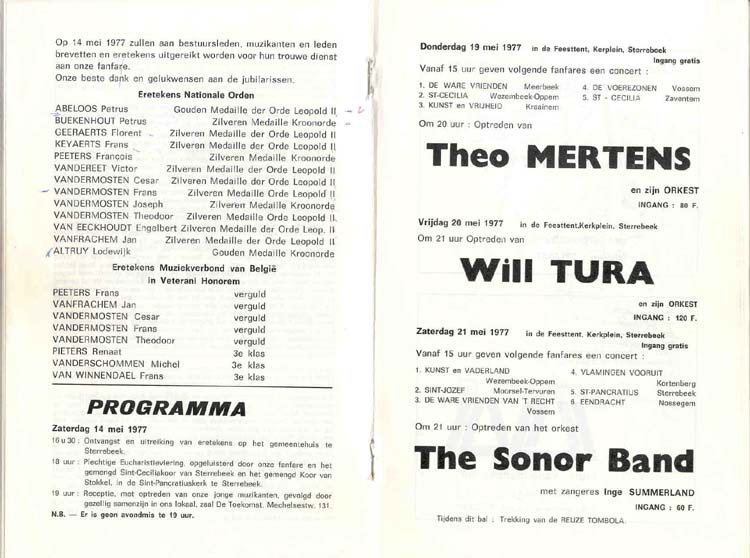 Op 14 mei 1977 zullen aan bestuursleden, muzikanten en leden
brevetten en eretekens uitgereikt worden voor hun trouwe dienst
aan onze fanfare.
Onze beste dank en gelukwensen aan de jubilarissen.
Eretekens Nationale Orden
ABELOOS Petrus Gouden Medaille der Orde Leopold II
BUEKENHOUT Petrus Zilveren Medaille Kroonorde
GEERAERTS Florent Zilveren Medaille der Orde Leopold II
KEYAERTS Frans Zilveren Medaille der Orde Leopold II
PEETERS Francois Zilveren Medaille Kroonorde
VANDEREET Victor Zilveren Medaille der Orde Leopold II
VANDERMOSTEN Cesar Zilveren Medaille dor Orde Leopold II
VANDERMOSTEN Frans Zilveren Medaille der Orde Leopold II
VANDERMOSTEN Joseph Zilveren Medaille Kroonorde
VANDERMOSTEN Theodoor Zilveren Medaille der Orde Leopold II.
VAN EECKHOUDT Engelbert Zilveren Medaille der Orde Leop. II
VANFRACHEM Jan Zilveren Medaille der Orde Leopold II
ALTRUY Lodewijk Gouden Medaille Kroonorde
Eretekens Muziekverbond van België
in Veterani Honorem
PEETERS Frans verguld
VANFRACHEM Jan verguld
VANDERMOSTEN Cesar verguld
VANDERMOSTEN Frans verguld
VANDERMOSTEN Theodoor verguld
PIETERS Renaat 3e klas
VANDERSCHOMMEN Michel 3e klas
VAN WINNENDAEL Frans 3e klas
PROGRAMMA
Zaterdag 14 mei 1977
16 u 30 : Ontvangst en uitreiking van eretekens op het gemeentehuis te
Sterrebeek.
18 uur : Plechtige Eucharistieviering, opgeluisterd door onze fanfare en het
gemengd Sint-Ceciliakoor van Sterrebeek en het gemengd Koor van
Stokkel, in de Sint-Pancratiuskerk te Sterrebeek.
19 uur : Receptie, met optreden van onze jonge muzikanten, gevolgd door
gezellig samenzijn in ons lokaal, zaal De Toekomst. Mechelsestw. 131.
N.B. — Er is geen avondmis te 19 uur.
Donderdag 19 mei 1977 in de Feesttent, Kerplein, Sterrebeek
Ingang gratis
Vanaf 15 uur geven volgende fanfares een concert :
1. DE WARE VRIENDEN Meerbeek
2. ST-CECILIA Wezembeek-Oppem
3. KUNST en VRIJHEID Kraainem
4. DE VOEREZONEN Vossem
5. ST - CECILIA Zaventem
Om 20 uur : Optreden van
Theo MERTENS
en zijn ORKEST
INGANG : 80 F.
Vrijdag 20 mei 1977 in de Feesttent,Kerkplein, Sterrebeek
Om 21 uur Optreden van
Will TURA
en zijn ORKEST
INGANG : 120 F.
Zaterdag 21 mei 1977 in de Feesttent, Kerkplein, Sterrebeek
Ingang gratis
Vanaf 15 uur geven volgende fanfares een concert :
1. KUNST en VADERLAND
Wezembeek-Oppem
2. SINT-JOZEF Moorsel-Tervuren
3. DE WARE VRIENDEN VAN 'T RECHT
Vossem
4. VLAMINGEN VOORUIT
Kortenberg
5. ST-PANCRATIUS Sterrebeek
6. EENDRACHT Nossegem
Om 21 uur : Optreden van het orkest
The Sonor Band
met zangeres Inge SUMMERLAND
INGANG : 60 F.
Tijdens dit bal : Trekking van de REUZE TOMBOLA.